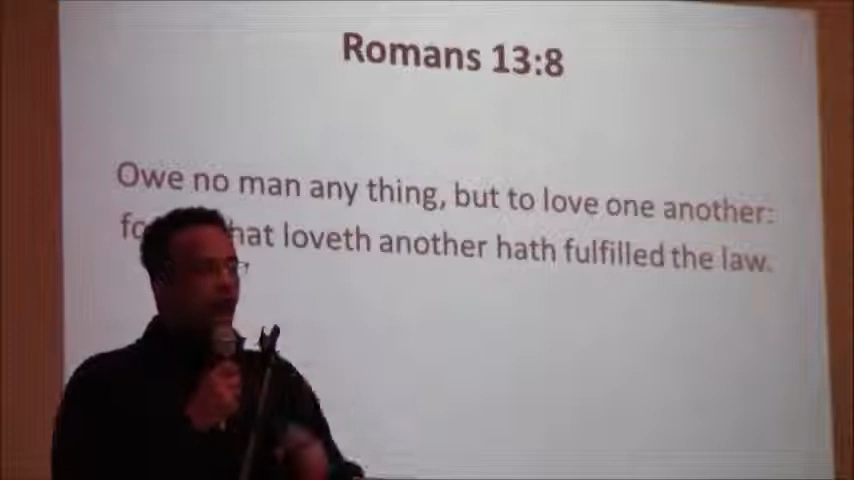 Romans 13:8
Owe no man any thing, but to love one another:
loveth another hath fulfilled the law.